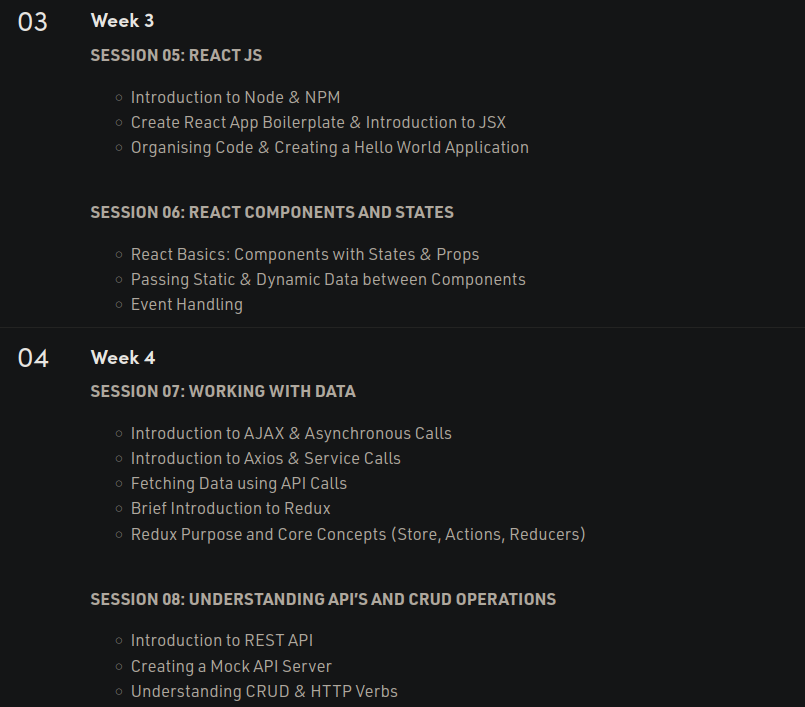 03
Week 3
SESSION 05: REACT JS
Introduction to Node & NPM
Create React App Boilerplate & Introduction to JSX
Organising Code & Creating a Hello World Application
SESSION 06: REACT COMPONENTS AND STATES
React Basics: Components with States & Props
Passing Static & Dynamic Data between Components
Event Handling
04
Week 4
SESSION 07: WORKING WITH DATA
Introduction to AJAX & Asynchronous Calls
Introduction to Axios & Service Calls
Fetching Data using API Calls
Brief Introduction to Redux
Redux Purpose and Core Concepts (Store, Actions, Reducers)
SESSION 08: UNDERSTANDING API’S AND CRUD OPERATIONS
Introduction to REST API
Creating a Mock API Server
Understanding CRUD & HTTP Verbs